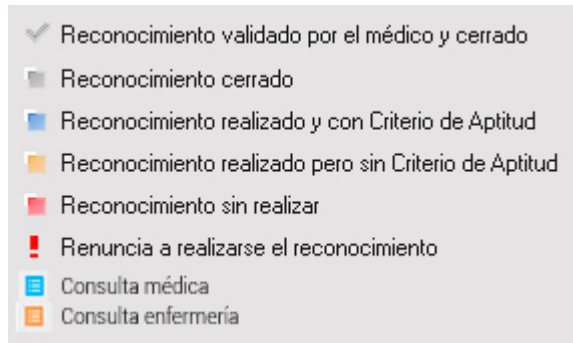 Reconocimiento validado por el médico y cerrado
Reconocimiento cerrado
Reconocimiento realizado y con Criterio de Aptitud
Reconocimiento realizado pero sin Criterio de Aptitud
Reconocimiento sin realizar
Renuncia a realizarse el reconocimiento
Consulta médica
Consulta enfermería